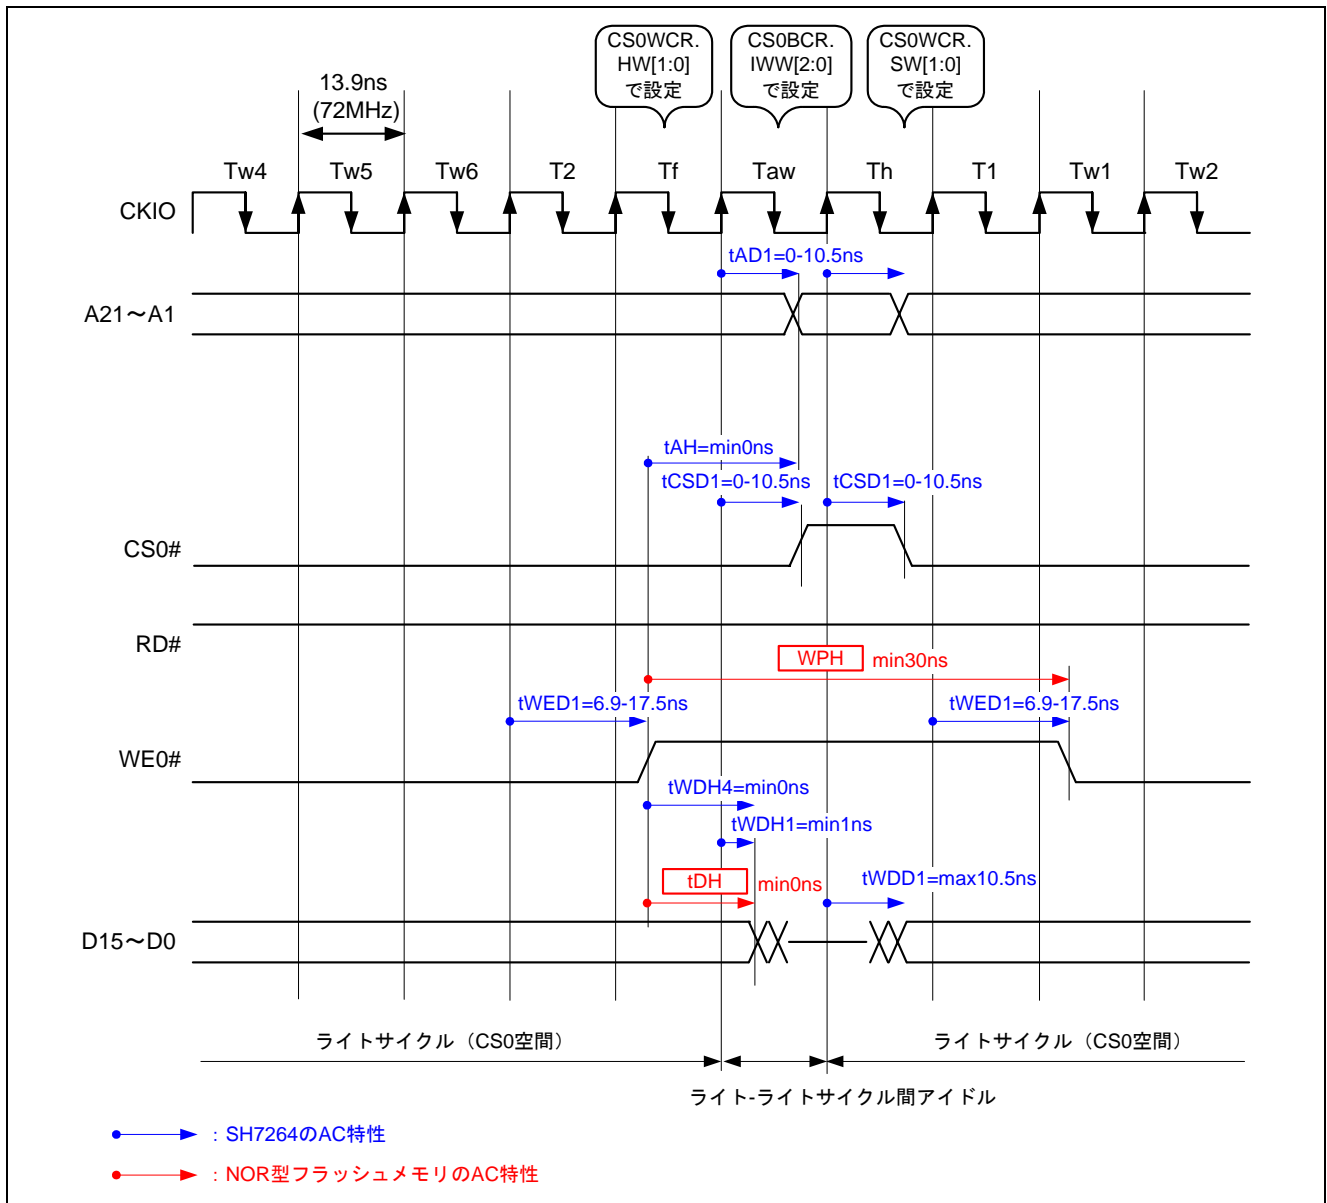 CS0WCR.
HW[1:0]
で設定
CS0BCR.
IWW[2:0]
で設定
CS0WCR.
SW[1:0]
で設定
13.9ns
(72MHz)
Tw4 Tw5 Tw6 T2 Tf Taw Th T1 Tw1 Tw2
CKIO
tAD1=0-10.5ns
A21〜A1
tAH=min0ns
tCSD1=0-10.5ns tCSD1=0-10.5ns
CS0#
RD#
WPH min30ns
tWED1=6.9-17.5ns tWED1=6.9-17.5ns
WE0#
tWDH4=min0ns
tWDH1=min1ns
tDH min0ns tWDD1=max10.5ns
D15〜D0
ライトサイクル（CS0空間） ライトサイクル（CS0空間）
ライト-ライトサイクル間アイドル
：SH7264のAC特性
：NOR型フラッシュメモリのAC特性